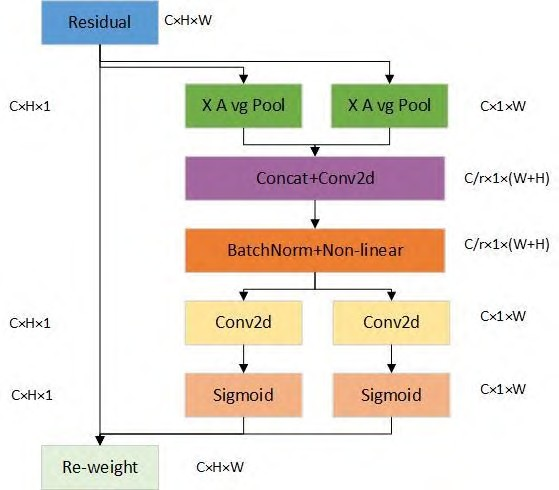 Residual
C×H×W
C×H×1
X A vg Pool
X A vg Pool
C×1×W
Concat+Conv2d
C/r×1×(W+H)
BatchNorm+Non-linear
C/r×1×(W+H)
C×H×1
Conv2d
Conv2d
C×1×W
C×H×1
Sigmoid
Sigmoid
C×1×W
Re-weight
C×H×W